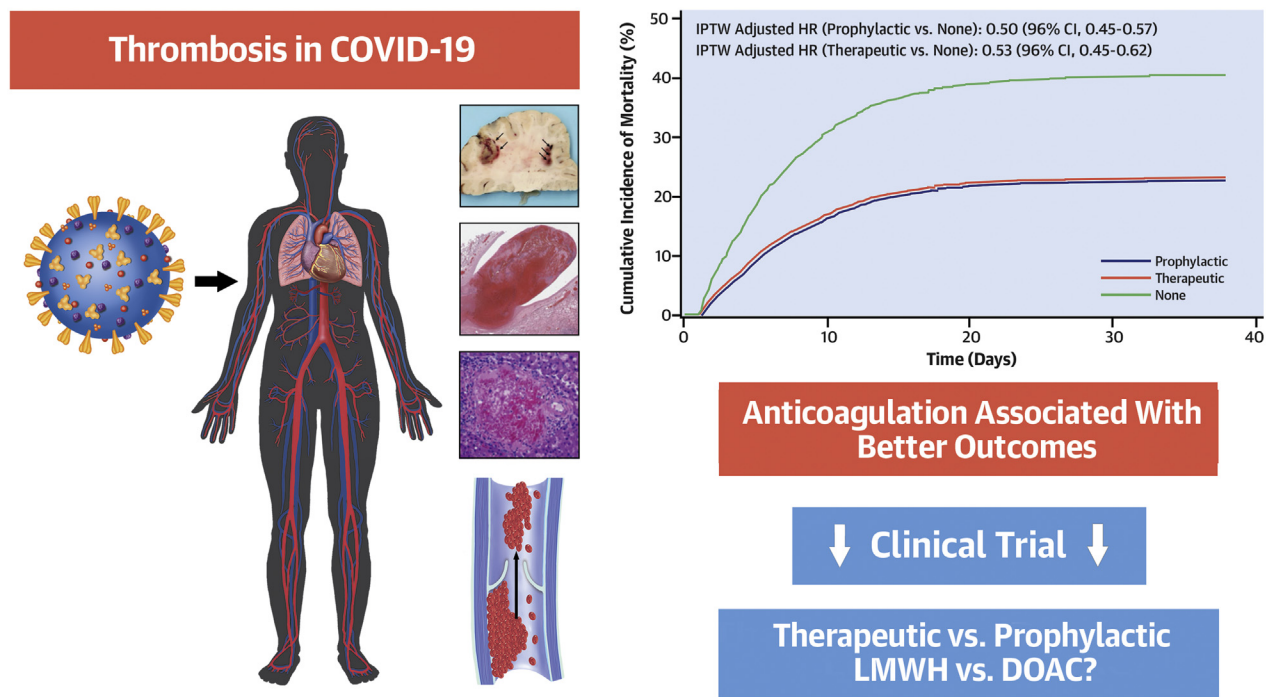 Thrombosis in COVID-19
IPTW Adjusted HR (Prophylactic vs. None): 0.50 (96% CI, 0.45-0.57)
IPTW Adjusted HR (Therapeutic vs. None): 0.53 (96% CI, 0.45-0.62)
Cumulative Incidence of Mortality (%)
50
40
30
20
10
0
Prophylactic
Therapeutic
None
0
10
20
30
40
Time (Days)
Anticoagulation Associated With
Better Outcomes
Clinical Trial
Therapeutic vs. Prophylactic
LMWH vs. DOAC?